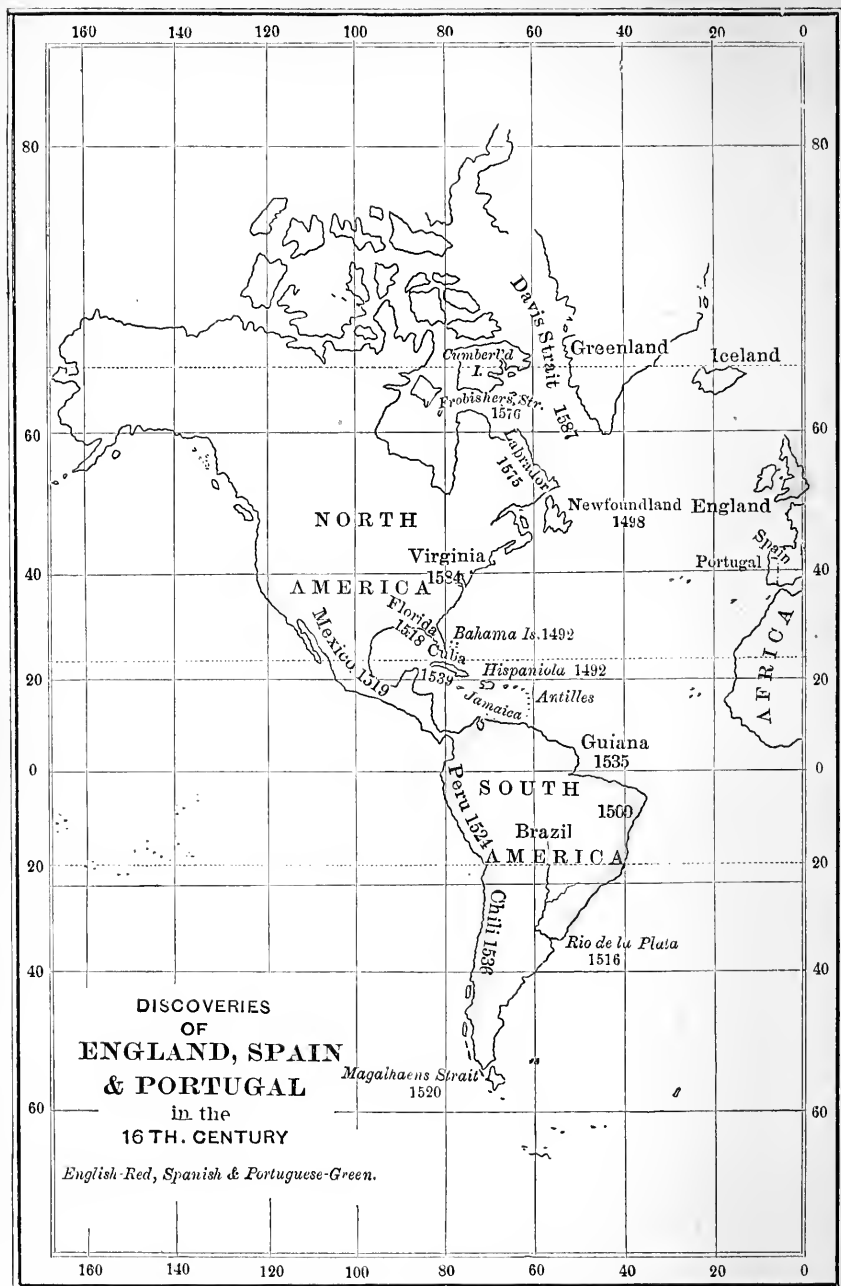 160 140 120 100 80 60 40 20 0
80 80
Davis Strait 1587
Greenland
Iceland
Cumberl'd
I.
Frobishers, Str.
1576
60 60
Labrador
1575
Newfoundland
1498
England
NORTH
Spain
Portugal
Virginia
1584
40 40
AMERICA
Florida
1518
Bahama Is. 1492
Mexico 1519
Cuba
Hispaniola 1492
AFRICA
20 20
1539
Jamaica
Antilles
Guiana
1535
0 0
SOUTH
Peru 1524
1500
Brazil
AMERICA
20 20
Chili 1536
Rio de la Plata
1516
40 40
DISCOVERIES
OF
ENGLAND, SPAIN
& PORTUGAL
in the
16 TH. CENTURY
English-Red, Spanish & Portuguese-Green.
Magalhaens Strait
1520
60 60
160 140 120 100 80 60 40 20 0